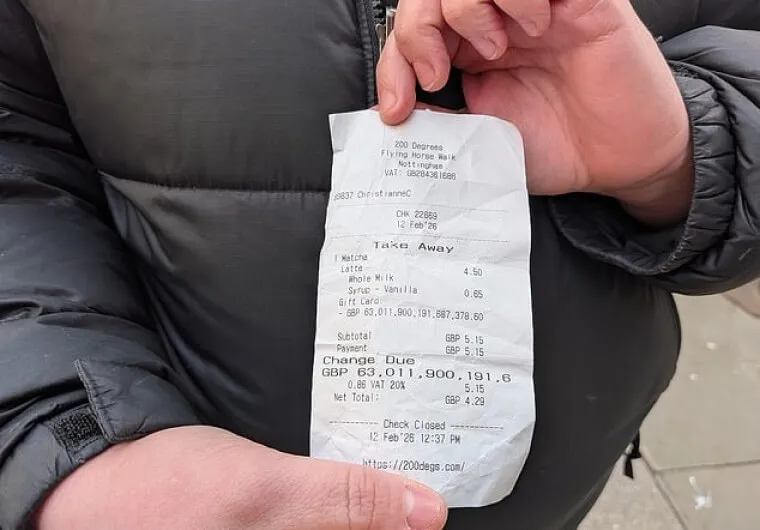 200 Degrees
Flying Horse Walk
Nottingham
VAT: GB284361686
10837 ChristianneC
CHK 22869
12 Feb'26
Take Away
1 Matcha
Latte 4.50
Whole Milk
Syrup - Vanilla 0.65
Gift Card
- GBP 63,011,900,191,687,378.60
Subtotal GBP 5.15
Payment GBP 5.15
Change Due
GBP 63,011,900,191,6
0.86 VAT 20% 5.15
Net Total: GBP 4.29
---------- Check Closed ----------
12 Feb'26 12:37 PM
https://200degs.com/